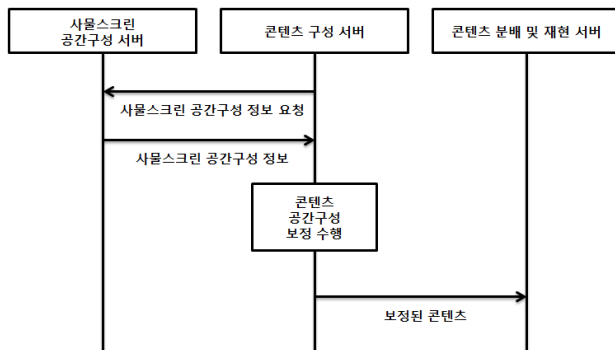 사물스크린
공간구성 서버
콘텐츠 구성 서버
콘텐츠 분배 및 재현 서버
사물스크린 공간구성 정보 요청
사물스크린 공간구성 정보
콘텐츠
공간구성
보정 수행
보정된 콘텐츠